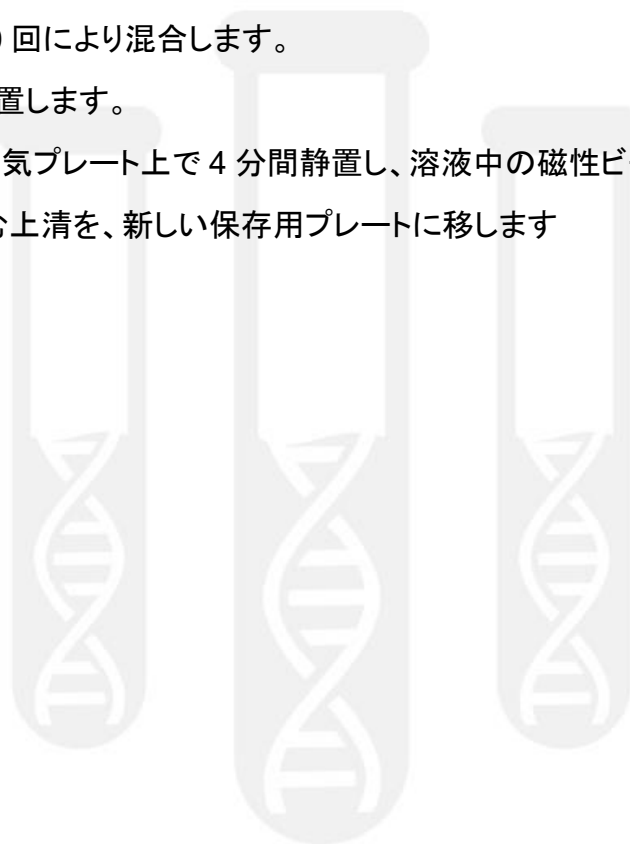 回により混合します。
置します。
気プレート上で 4 分間静置し、溶液中の磁性ビ
上清を、新しい保存用プレートに移します